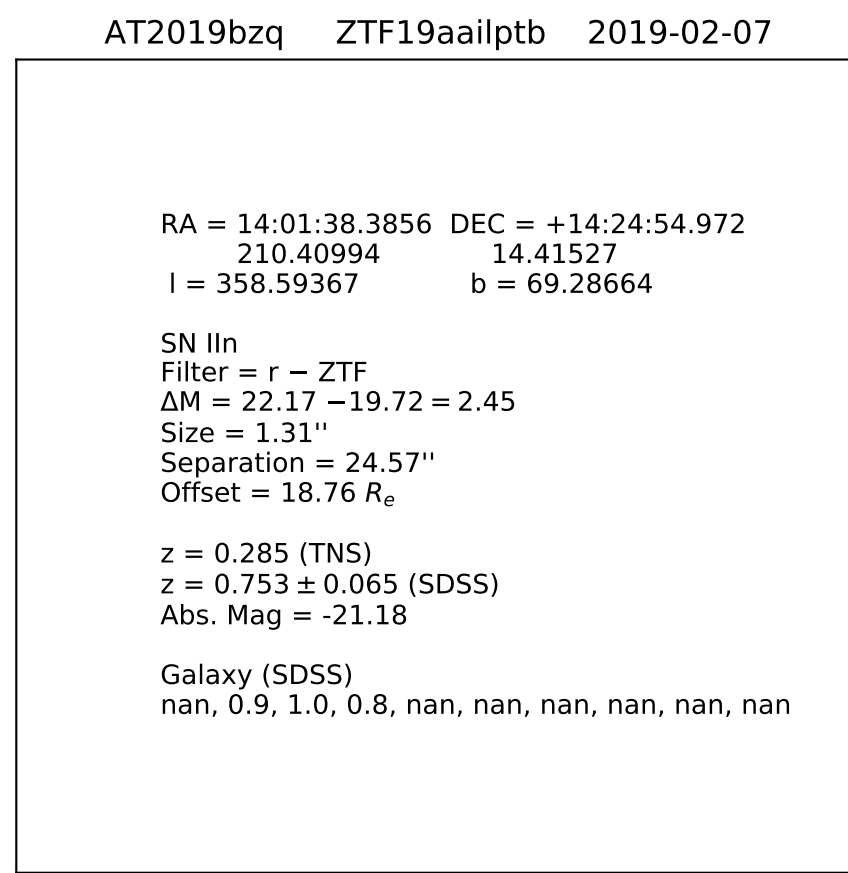 AT2019bzq ZTF19aailptb 2019-02-07
RA = 14:01:38.3856 DEC = +14:24:54.972
210.40994 14.41527
l = 358.59367 b = 69.28664
SN IIn
Filter = r − ZTF
ΔM = 22.17 −19.72 = 2.45
Size = 1.31''
Separation = 24.57''
Offset = 18.76 Rₑ
z = 0.285 (TNS)
z = 0.753 ± 0.065 (SDSS)
Abs. Mag = -21.18
Galaxy (SDSS)
nan, 0.9, 1.0, 0.8, nan, nan, nan, nan, nan, nan